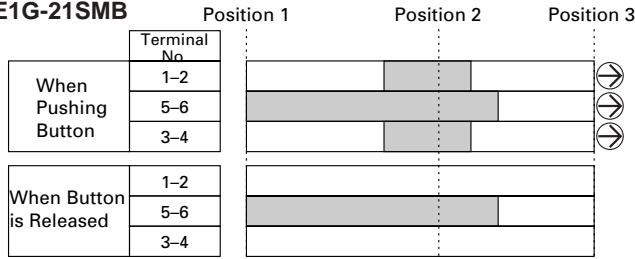 E1G-21SMB
Position 1 Position 2 Position 3
Terminal
No.
When
Pushing
Button
1–2
5–6
3–4
When Button
is Released
1–2
5–6
3–4